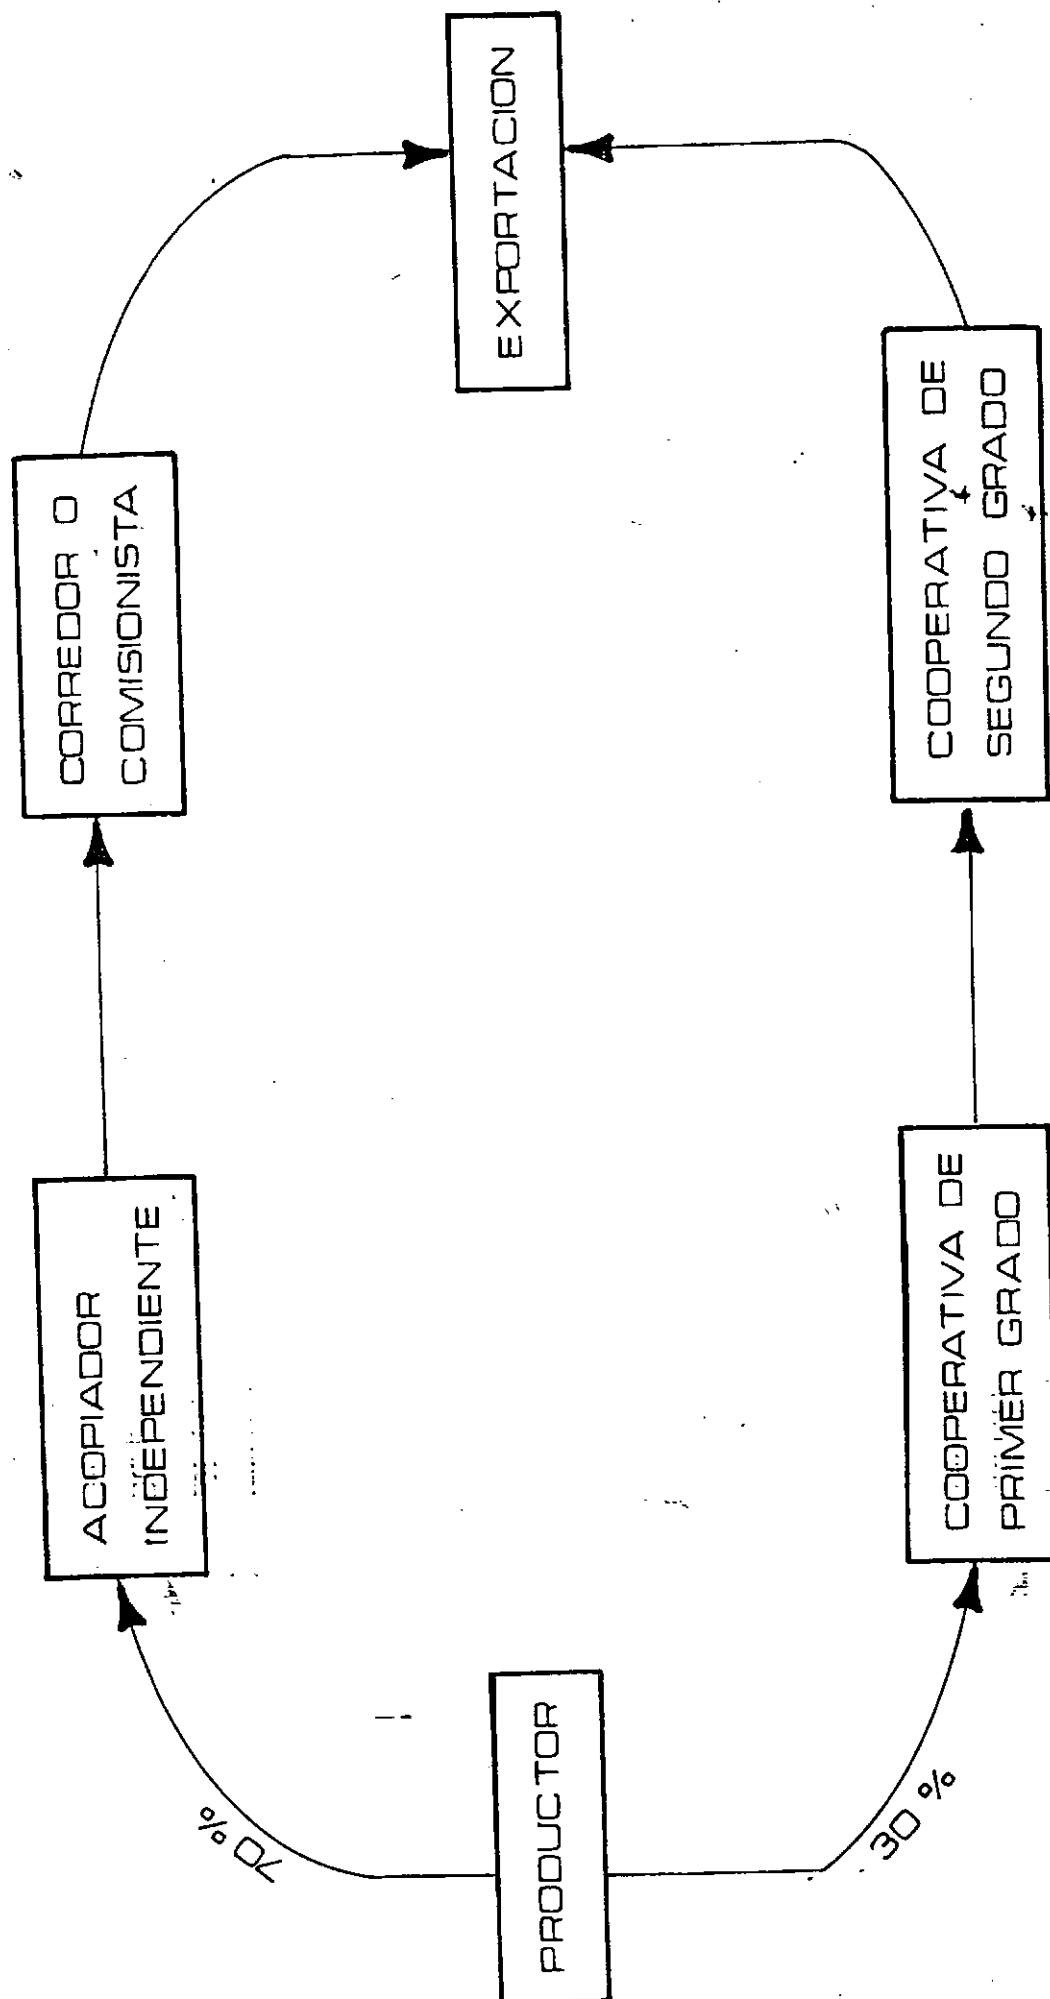 CORREDOR O
COMISIONISTA
ACOPIADOR
INDEPENDIENTE
70 %
EXPORTACION
PRODUCTOR
30 %
COOPERATIVA DE
PRIMER GRADO
COOPERATIVA DE
SEGUNDO GRADO